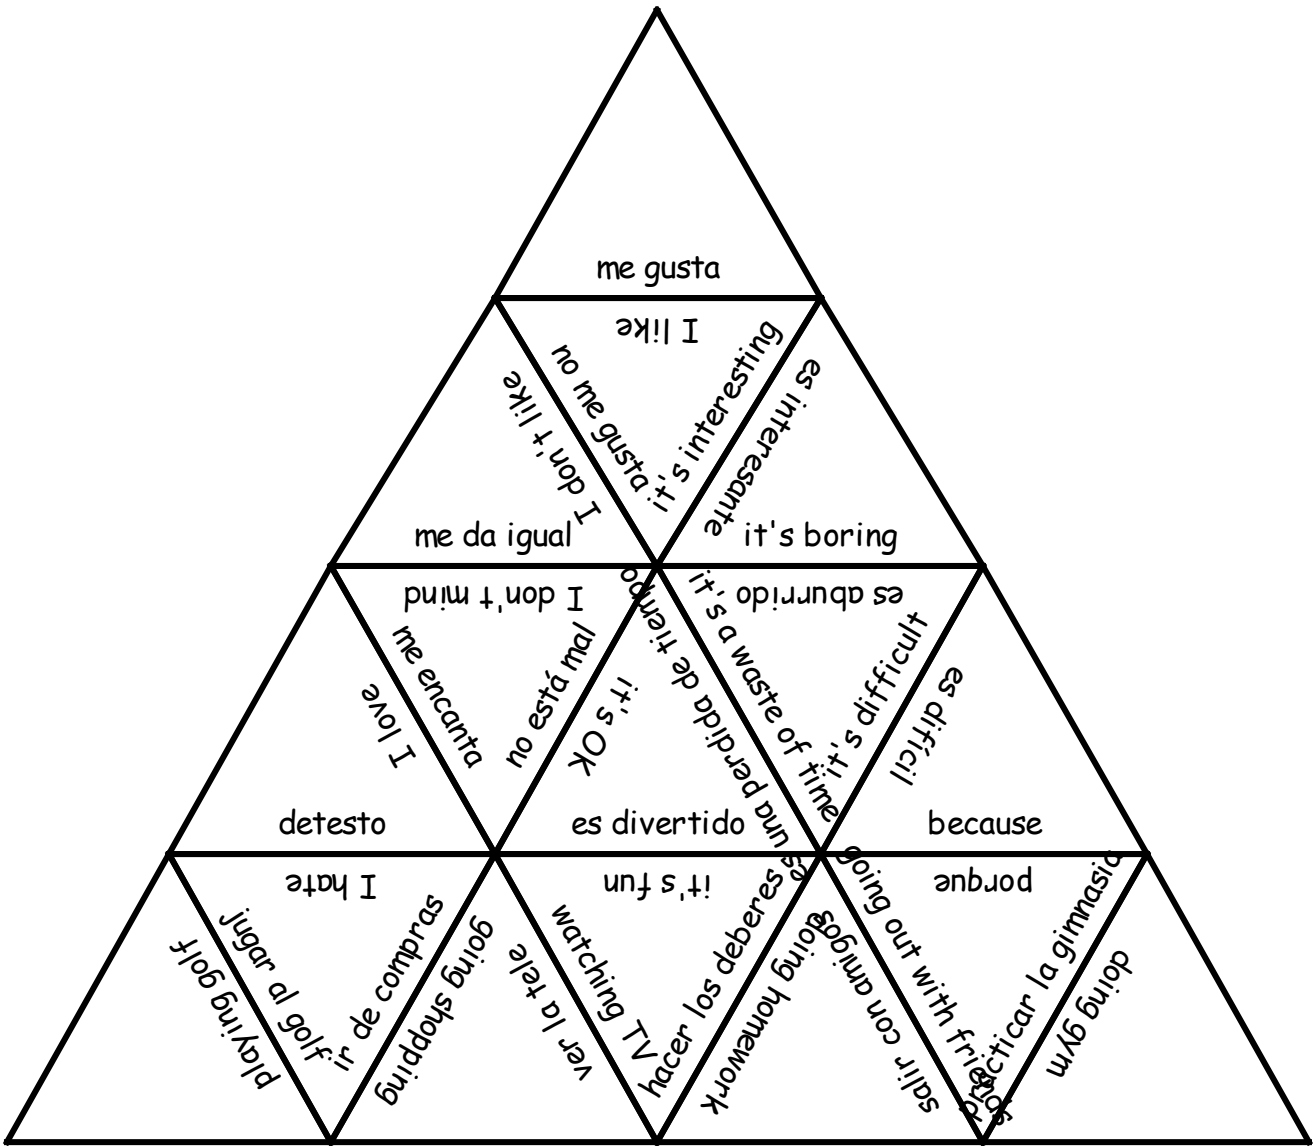 me gusta
I like
no me gusta
it's interesting
I don't like
es interesante
me da igual
it's boring
I don't mind
es aburrido
me encanta
no está mal
I love
it's OK
es una perdida de tiempo
it's a waste of time
it's difficult
es difícil
detesto
es divertido
because
I hate
it's fun
porque
jugar al golf
ir de compras
playing golf
going shopping
ver la tele
watching TV
hacer los deberes
doing homework
salir con amigos
going out with friends
practicar la gimnasia
doing gym